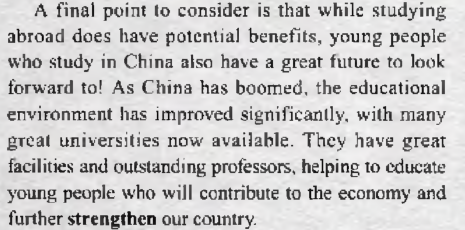 A final point to consider is that while studying
abroad does have potential benefits, young people
who study in China also have a great future to look
forward to! As China has boomed, the educational
environment has improved significantly, with many
great universities now available. They have great
facilities and outstanding professors, helping to educate
young people who will contribute to the economy and
further strengthen our country.